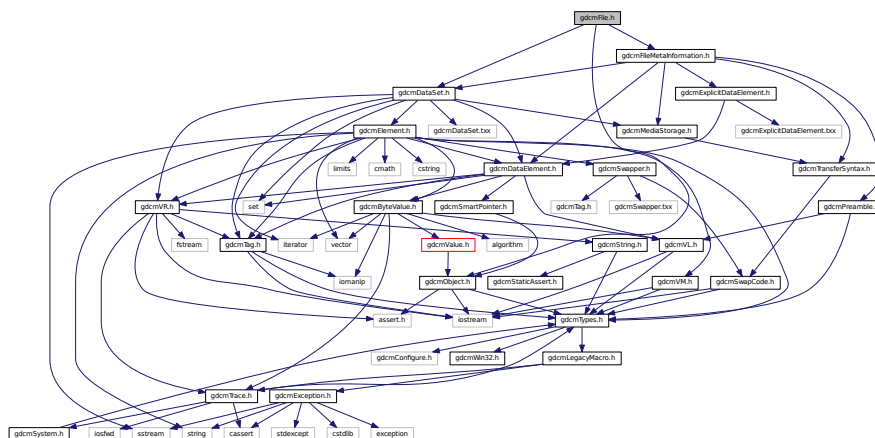 gdcmFile.h
gdcmFileMetaInformation.h
gdcmDataSet.h
gdcmExplicitDataElement.h
gdcmElement.h
gdcmDataSet.txx
gdcmMediaStorage.h
gdcmExplicitDataElement.txx
limits
cmath
cstring
gdcmDataElement.h
gdcmSwapper.h
gdcmTransferSyntax.h
gdcmVR.h
set
gdcmByteValue.h
gdcmSmartPointer.h
gdcmTag.h
gdcmSwapper.txx
gdcmPreamble.h
fstream
gdcmTag.h
iterator
vector
gdcmValue.h
algorithm
gdcmString.h
gdcmVL.h
iomanip
gdcmObject.h
gdcmStaticAssert.h
gdcmVM.h
gdcmSwapCode.h
assert.h
iostream
gdcmTypes.h
gdcmConfigure.h
gdcmWin32.h
gdcmLegacyMacro.h
gdcmTrace.h
gdcmException.h
gdcmSystem.h
iosfwd
sstream
string
cassert
stdexcept
cstdlib
exception